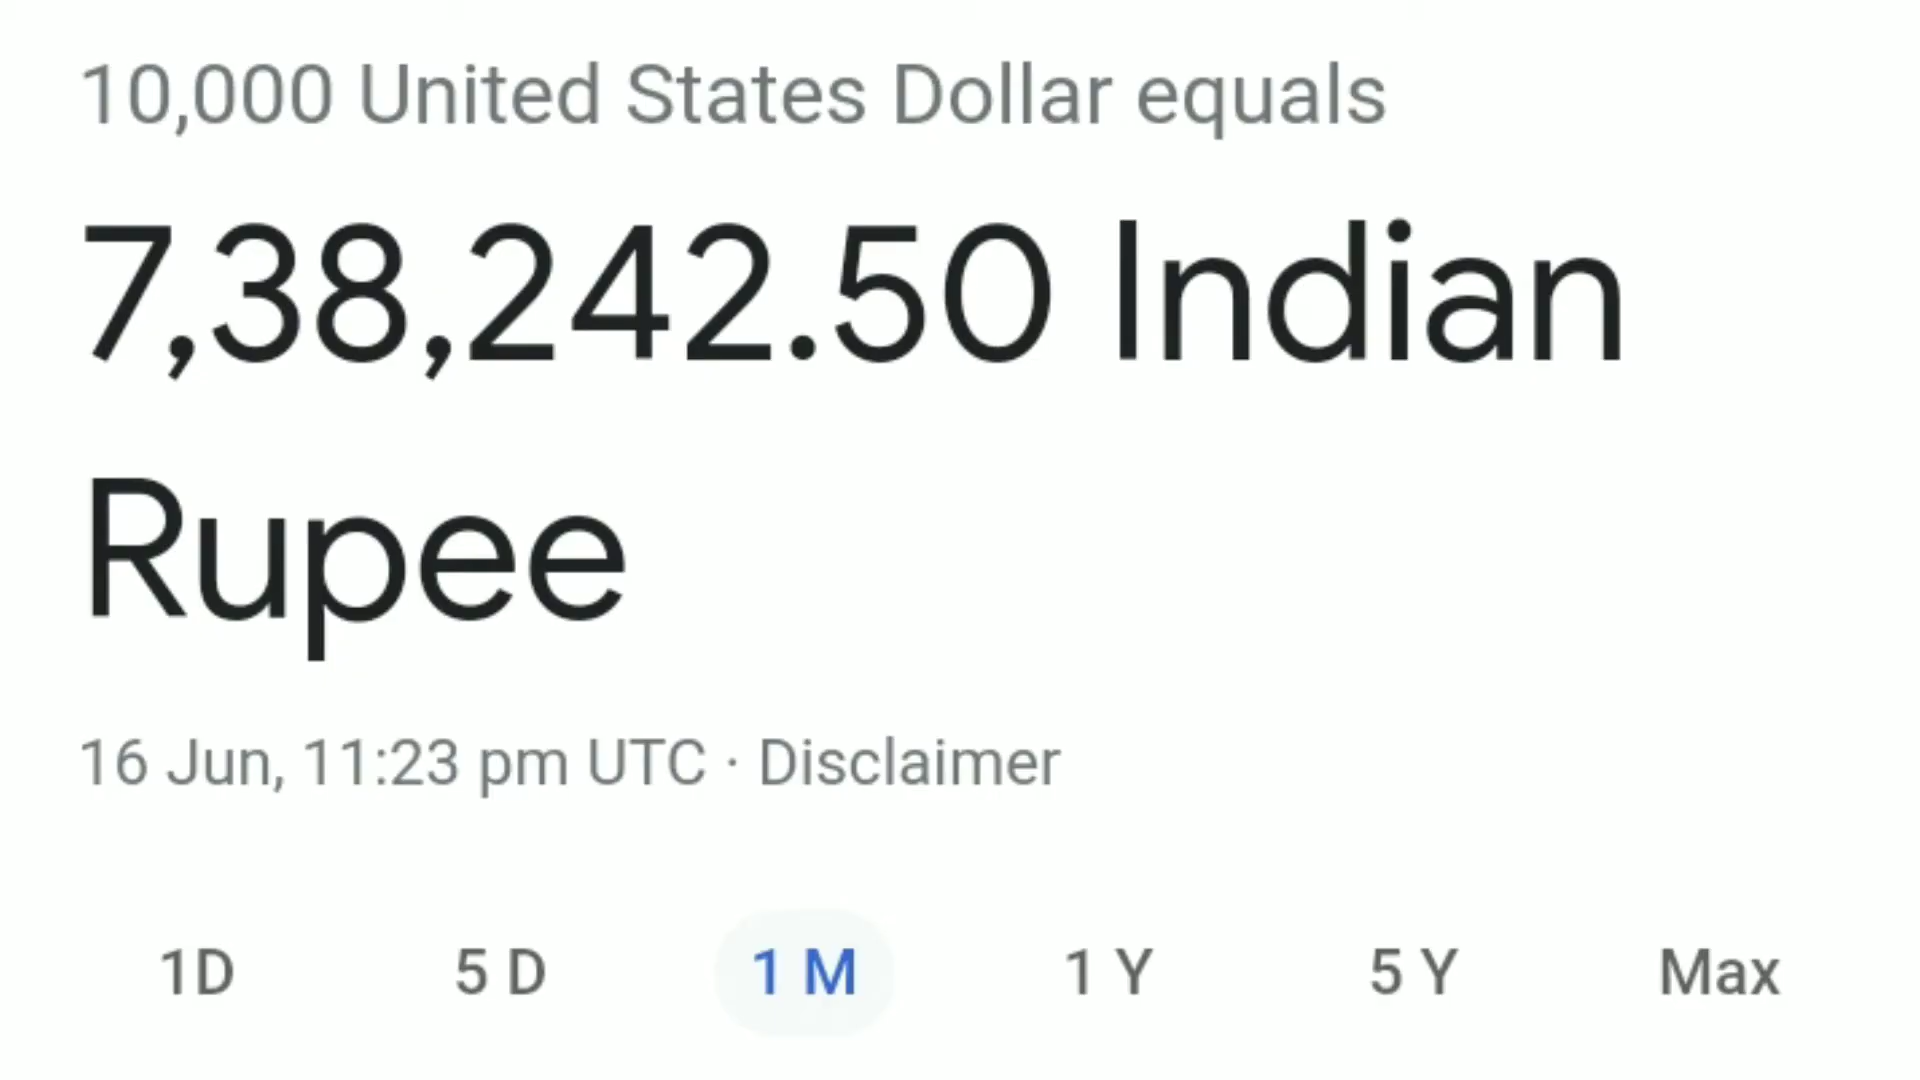 10,000 United States Dollar equals
7,38,242.50 Indian
Rupee
16 Jun, 11:23 pm UTC · Disclaimer
1D 5 D 1 M 1 Y 5 Y Max